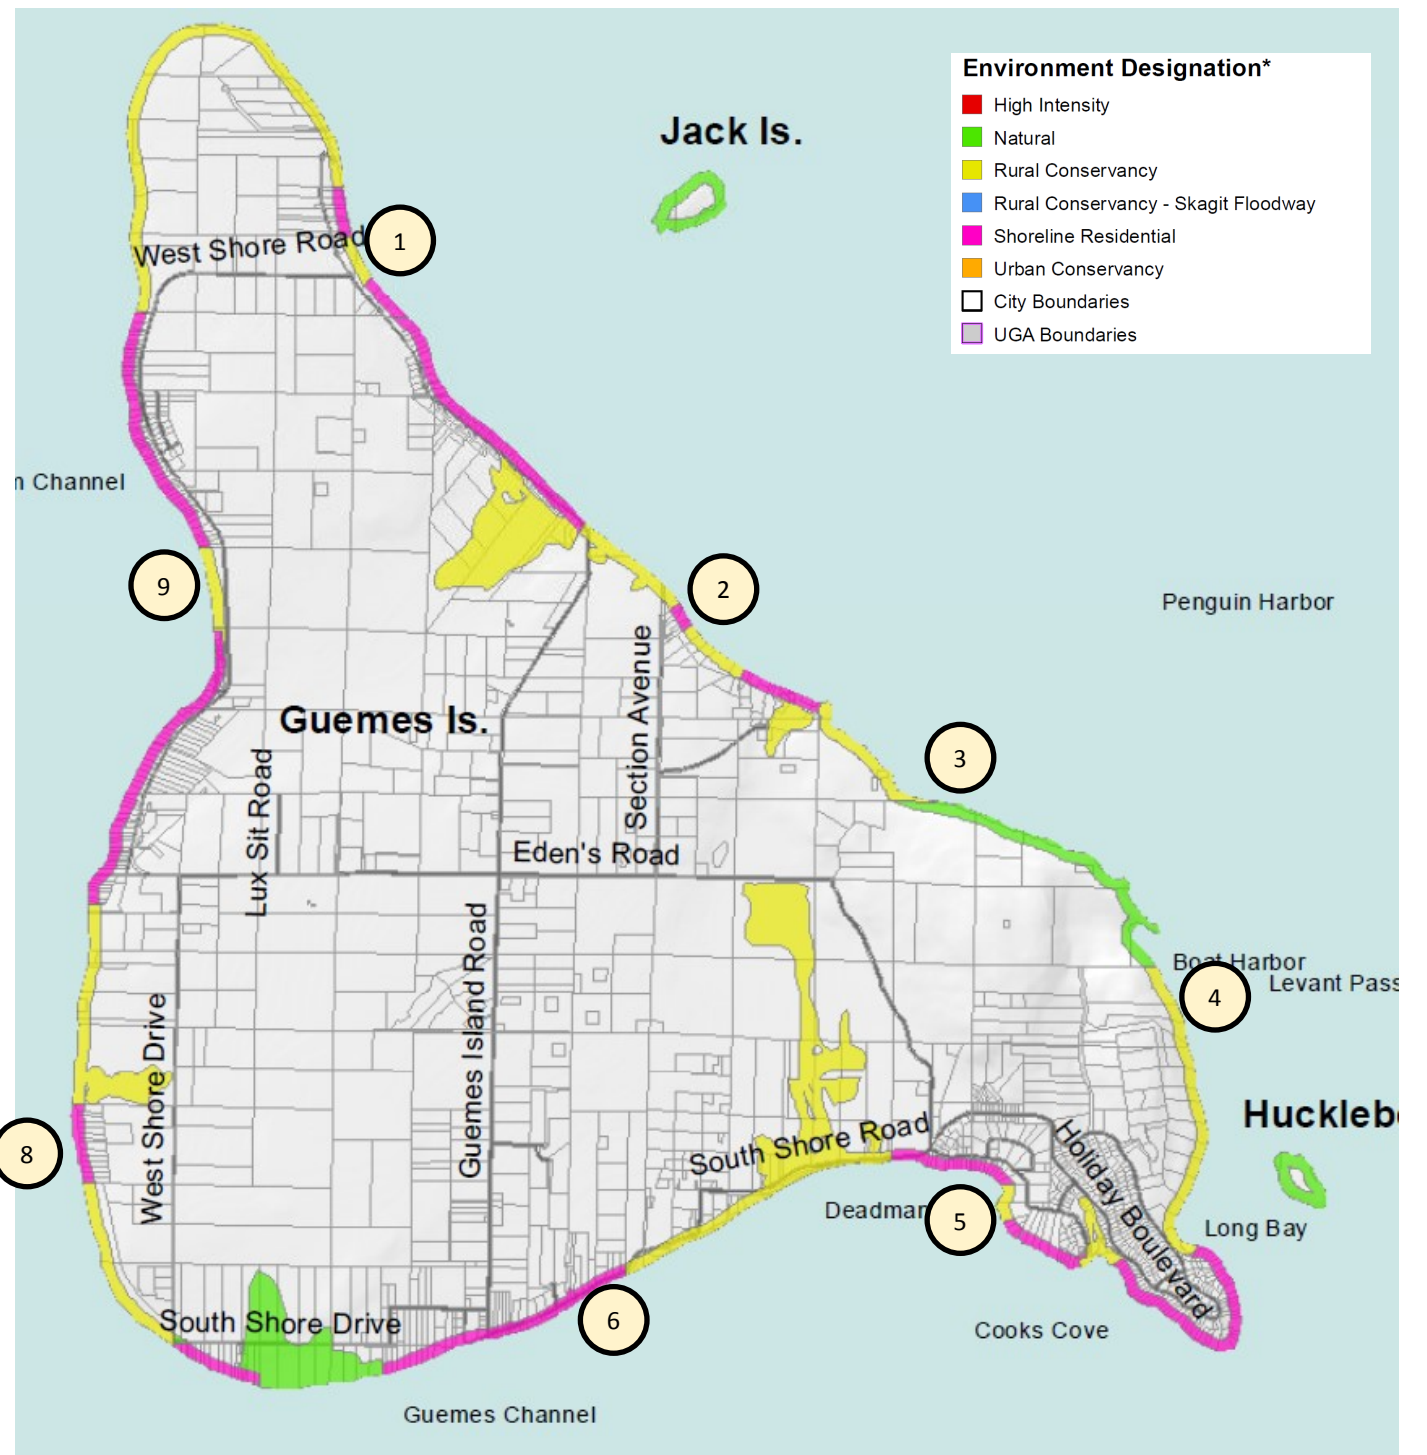 Environment Designation*
High Intensity
Natural
Rural Conservancy
Rural Conservancy - Skagit Floodway
Shoreline Residential
Urban Conservancy
City Boundaries
UGA Boundaries
Jack Is.
1
West Shore Road
Channel
9
2
Penguin Harbor
Guemes Is.
Section Avenue
3
Lux Sit Road
Eden's Road
Guemes Island Road
Boat Harbor
Levant Pass
4
West Shore Drive
8
South Shore Road
Holiday Boulevard
Deadman
5
Long Bay
South Shore Drive
6
Cooks Cove
Guemes Channel